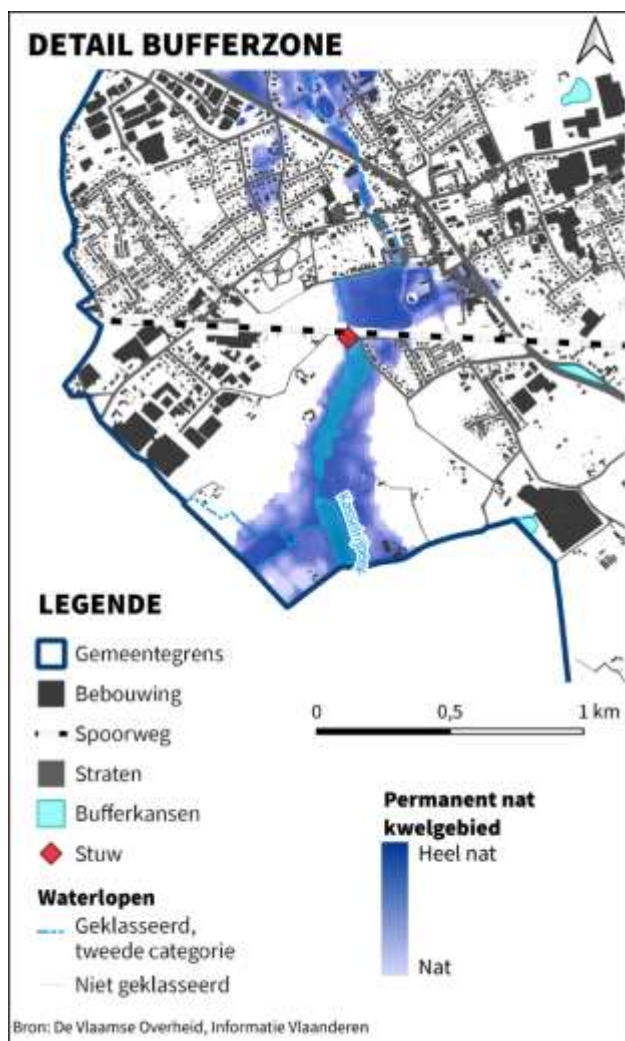 DETAIL BUFFERZONE
LEGENDE
Gemeentegrens
Bebouwing
Spoorweg
Straten
Bufferkansen
Stuw
Waterlopen
Geklasseerd,
tweede categorie
Niet geklasseerd
0 0,5 1 km
Permanent nat
kwelgebied
Heel nat
Nat
Bron: De Vlaamse Overheid, Informatie Vlaanderen